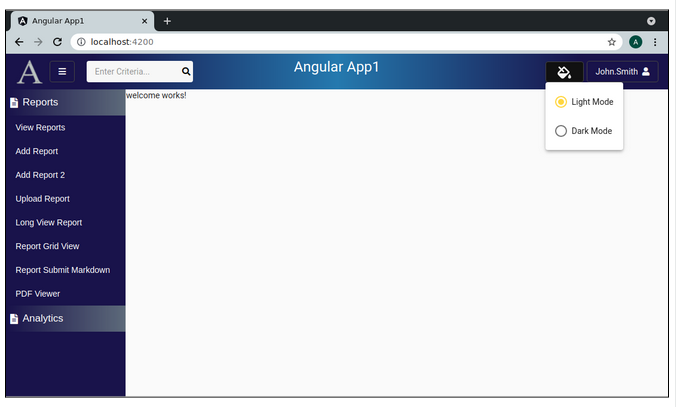 Angular App1
localhost:4200
A
A
Enter Criteria...
Angular App1
John.Smith
Reports
welcome works!
Light Mode
Dark Mode
View Reports
Add Report
Add Report 2
Upload Report
Long View Report
Report Grid View
Report Submit Markdown
PDF Viewer
Analytics